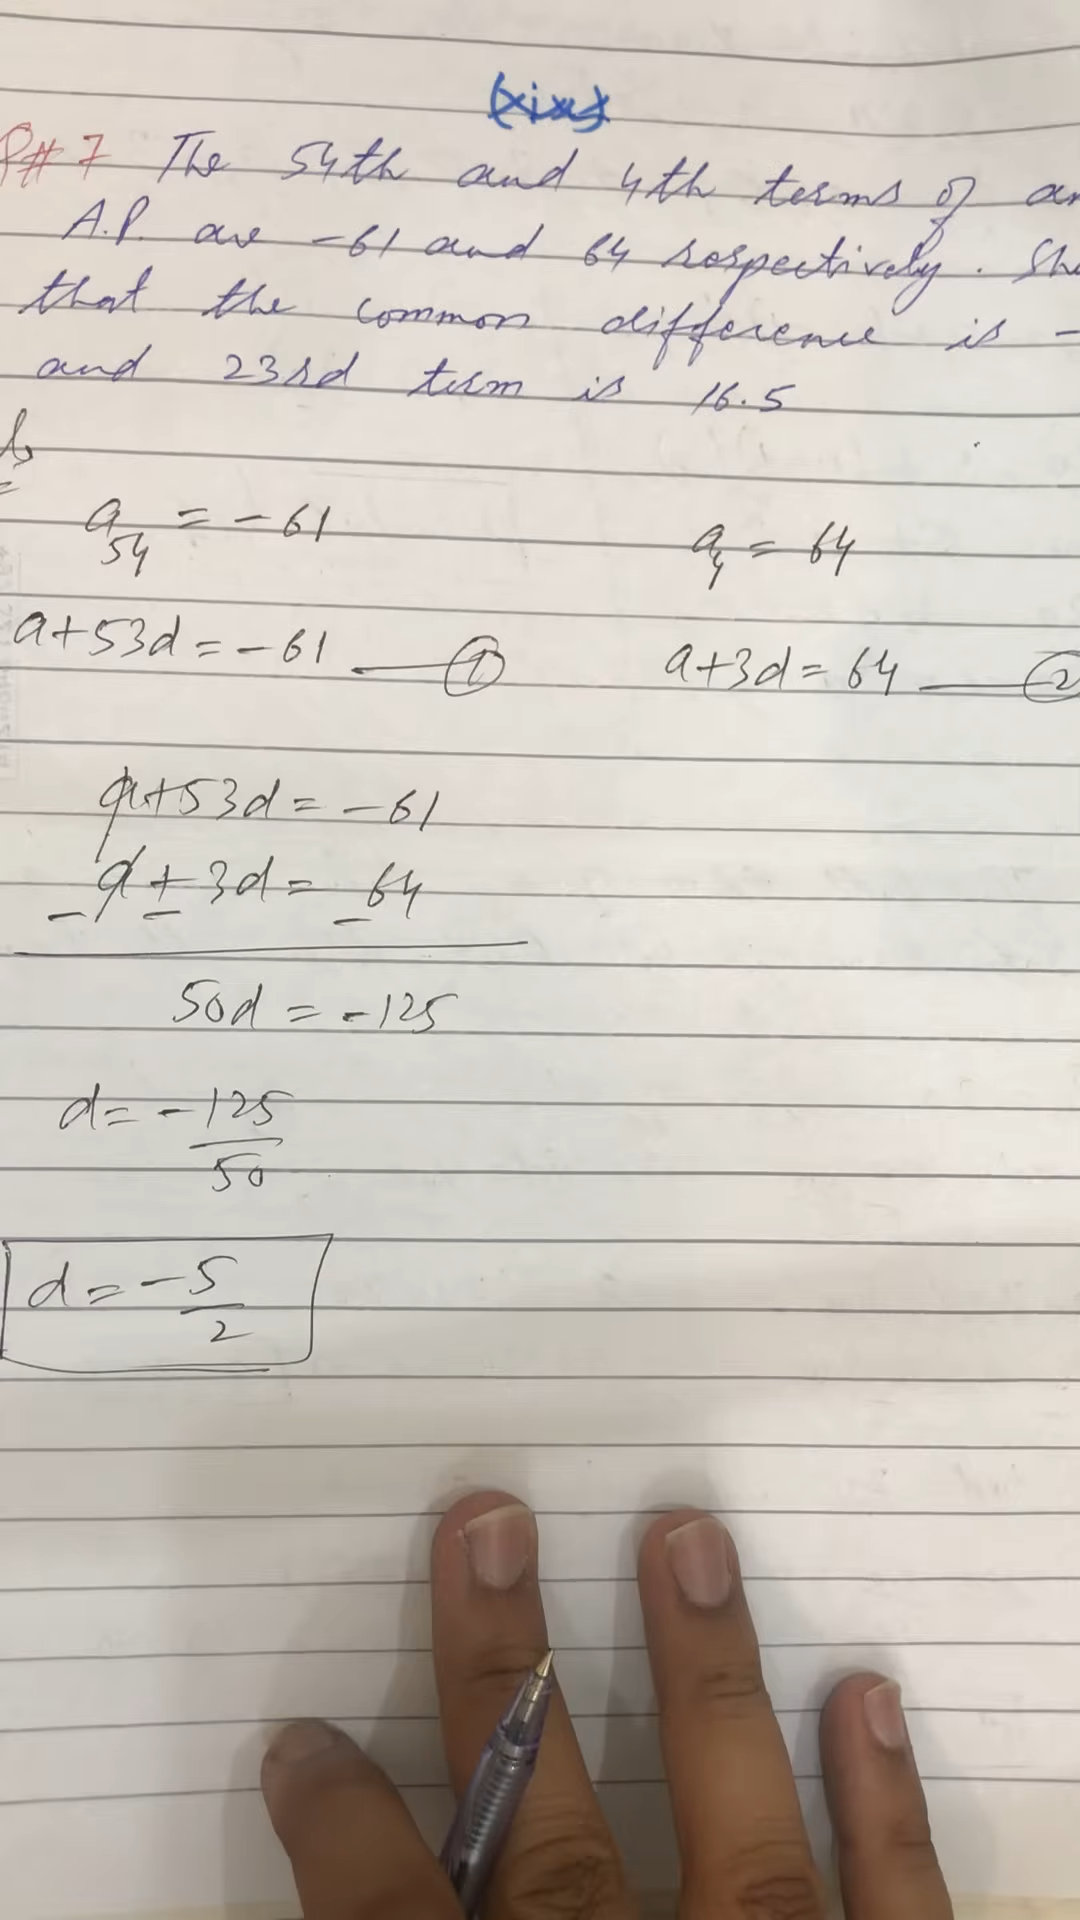 (xix)
P#7 The 54th and 4th terms of an
A.P. are -61 and 64 respectively. Sho
that the common difference is -
and 23rd term is 16.5
a₅₄ = -61 a₄ = 64
a+53d = -61 — ① a+3d = 64 — ②
a+53d = -61
a + 3d = 64
- - -
50d = -125
d = -125/50
d = -5/2